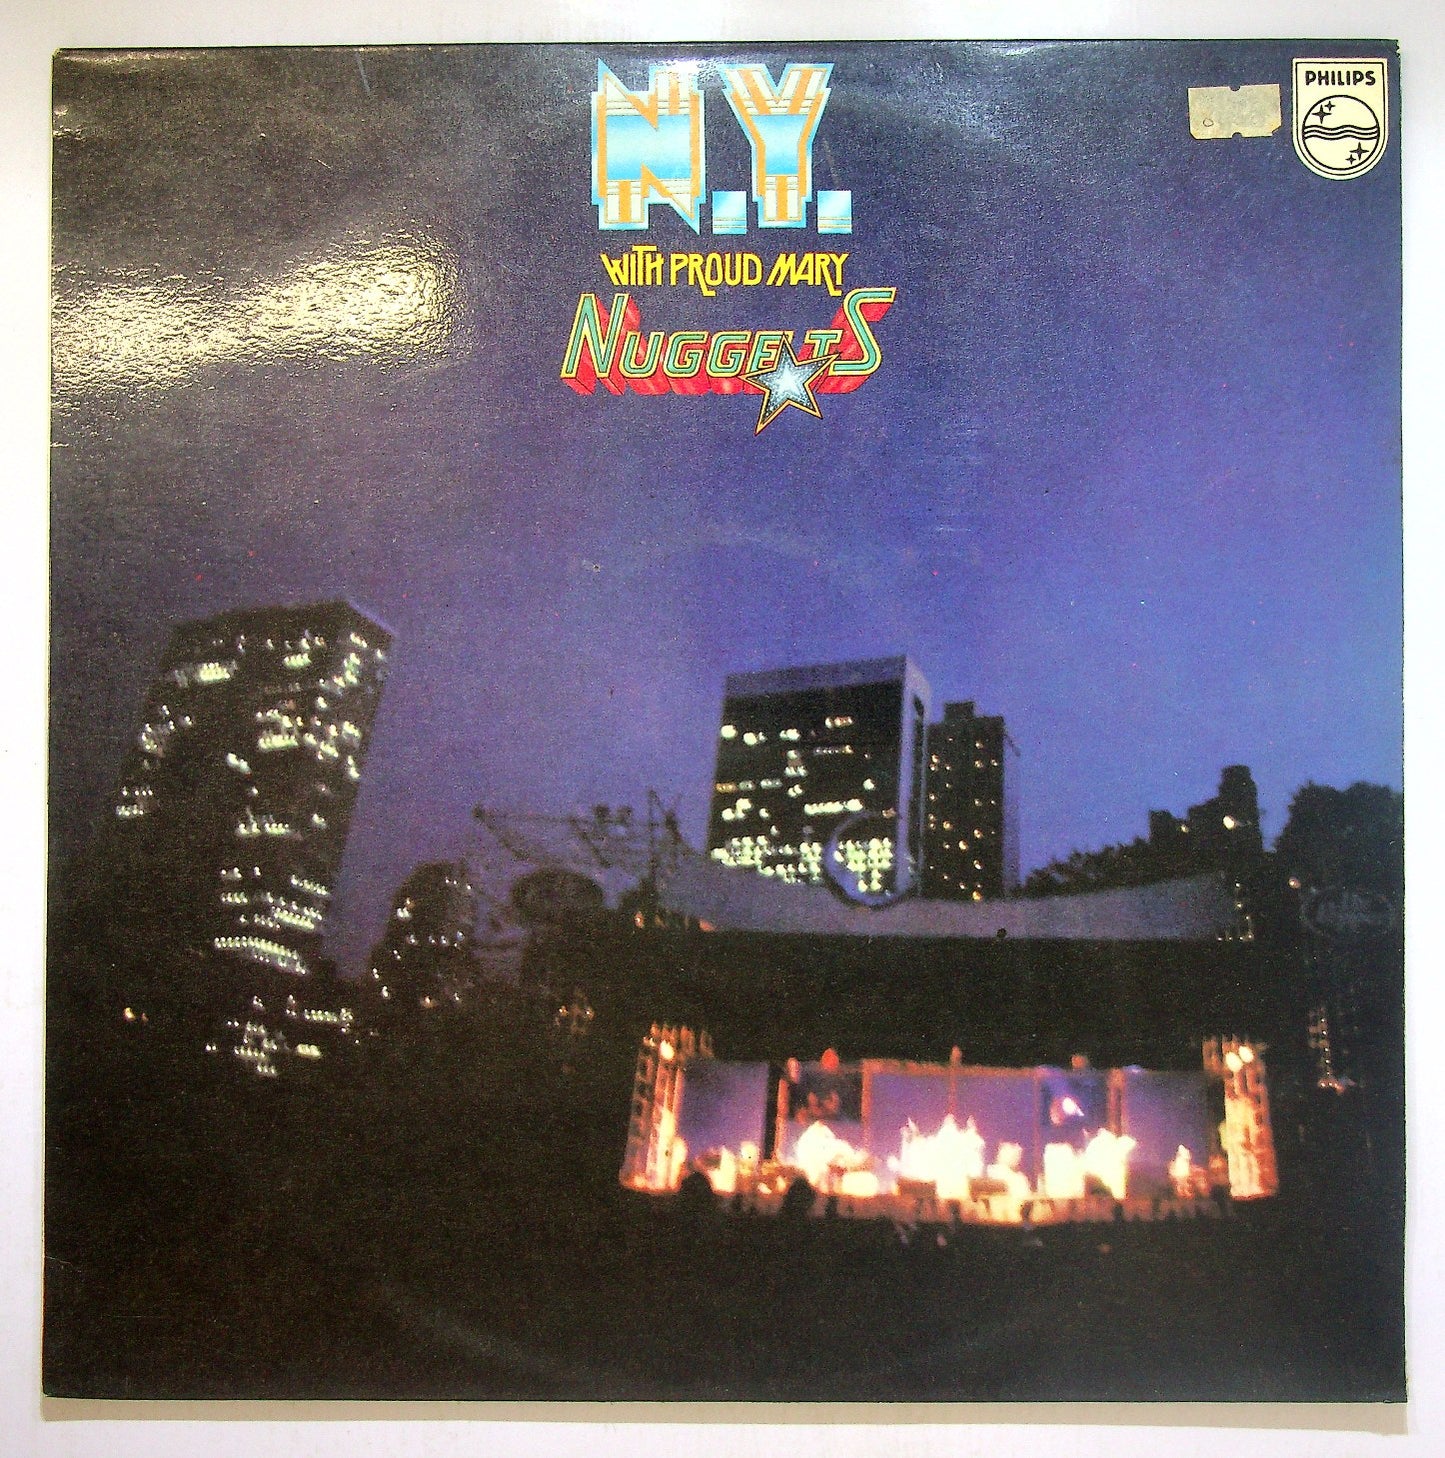 N.Y.
WITH PROUD MARY
NUGGETS
PHILIPS